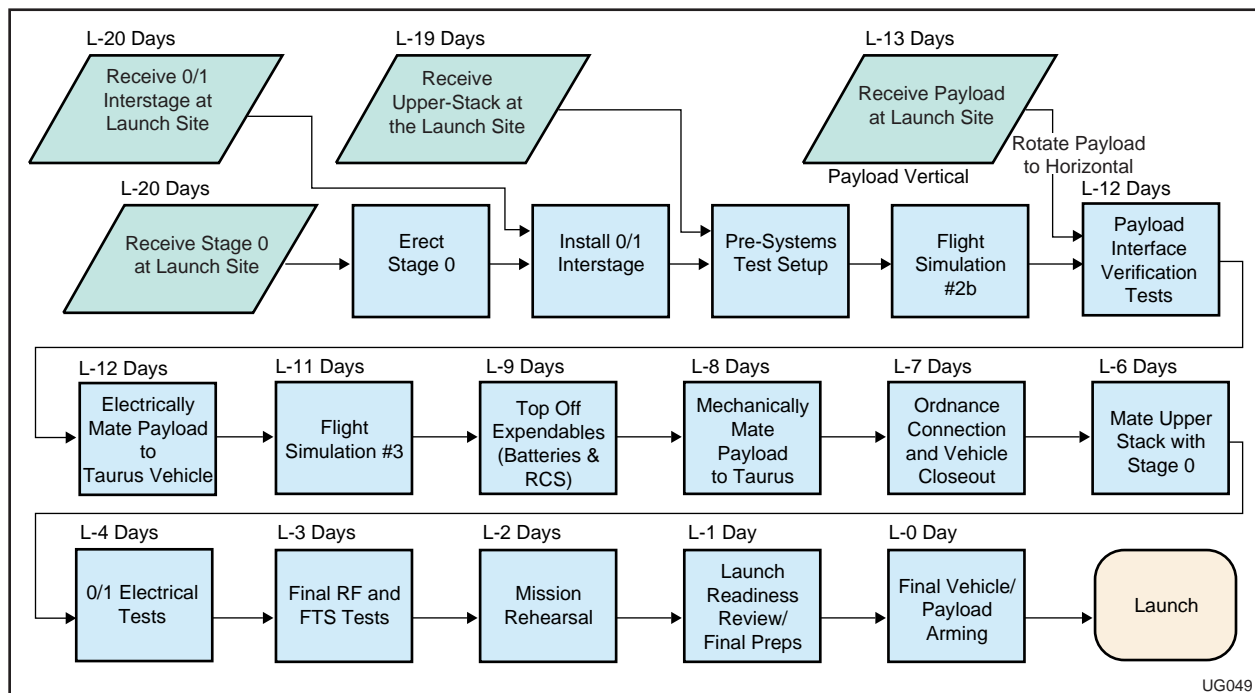 L-20 Days
Receive 0/1
Interstage at
Launch Site
L-19 Days
Receive
Upper-Stack at
the Launch Site
L-13 Days
Receive Payload
at Launch Site
Rotate Payload
to Horizontal
Payload Vertical
L-20 Days
Receive Stage 0
at Launch Site
Erect
Stage 0
Install 0/1
Interstage
Pre-Systems
Test Setup
Flight
Simulation
#2b
L-12 Days
Payload
Interface
Verification
Tests
L-12 Days
Electrically
Mate Payload
to
Taurus Vehicle
L-11 Days
Flight
Simulation #3
L-9 Days
Top Off
Expendables
(Batteries &
RCS)
L-8 Days
Mechanically
Mate
Payload
to Taurus
L-7 Days
Ordnance
Connection
and Vehicle
Closeout
L-6 Days
Mate Upper
Stack with
Stage 0
L-4 Days
0/1 Electrical
Tests
L-3 Days
Final RF and
FTS Tests
L-2 Days
Mission
Rehearsal
L-1 Day
Launch
Readiness
Review/
Final Preps
L-0 Day
Final Vehicle/
Payload
Arming
Launch
UG049